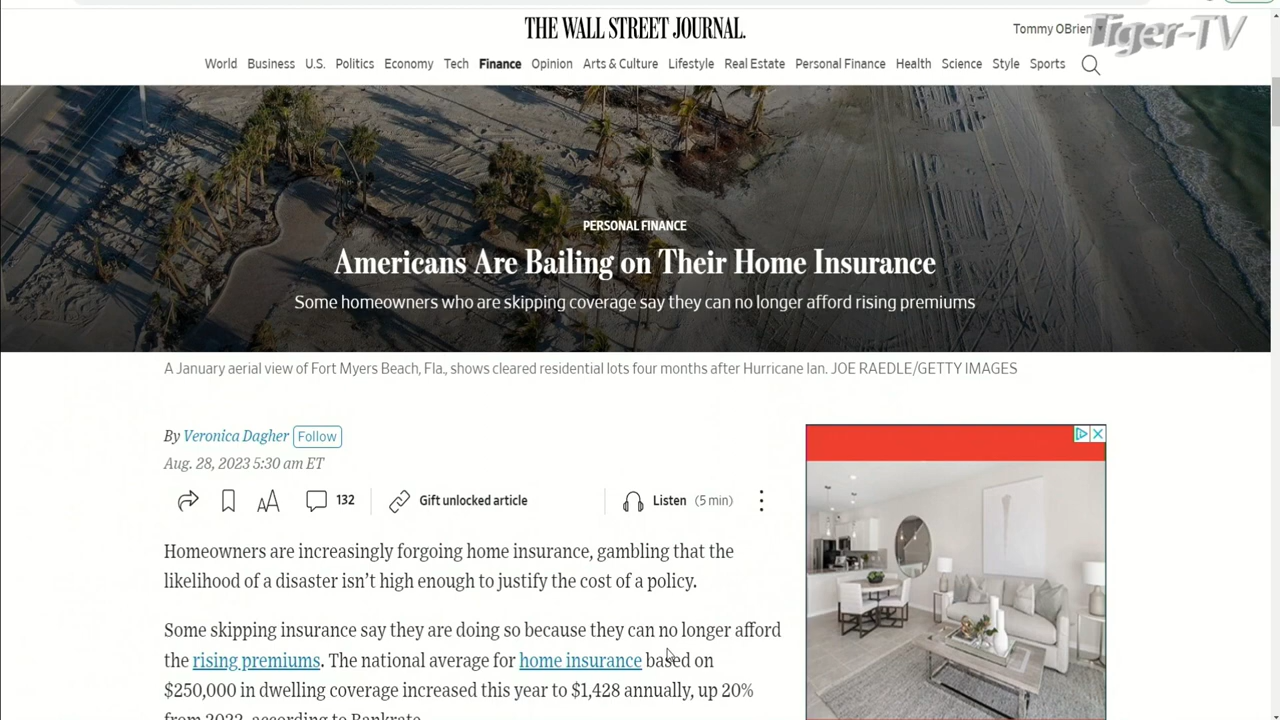 THE WALL STREET JOURNAL.
Tommy OBrien
Tiger-TV
World Business U.S. Politics Economy Tech Finance Opinion Arts & Culture Lifestyle Real Estate Personal Finance Health Science Style Sports
PERSONAL FINANCE
Americans Are Bailing on Their Home Insurance
Some homeowners who are skipping coverage say they can no longer afford rising premiums
A January aerial view of Fort Myers Beach, Fla., shows cleared residential lots four months after Hurricane Ian. JOE RAEDLE/GETTY IMAGES
By Veronica Dagher Follow
Aug. 28, 2023 5:30 am ET
AA 132 Gift unlocked article Listen (5 min)
Homeowners are increasingly forgoing home insurance, gambling that the
likelihood of a disaster isn’t high enough to justify the cost of a policy.
Some skipping insurance say they are doing so because they can no longer afford
the rising premiums. The national average for home insurance based on
$250,000 in dwelling coverage increased this year to $1,428 annually, up 20%
from 2022, according to Bankrate.